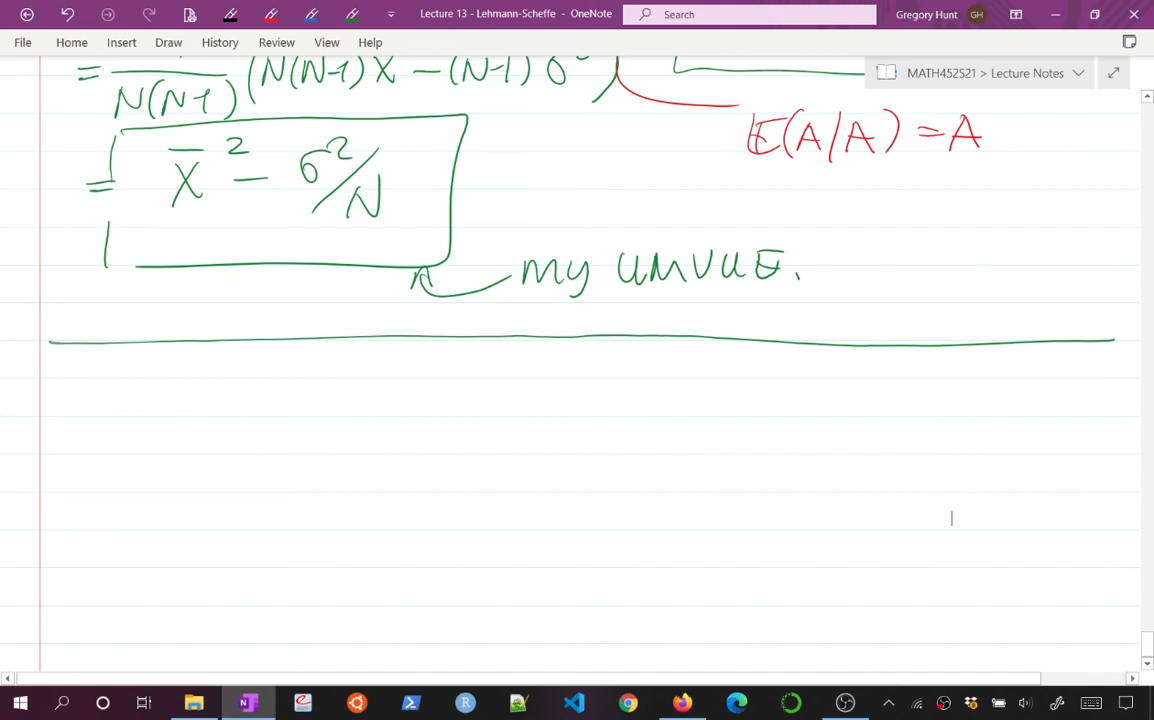 Lecture 13 - Lehmann-Scheffe - OneNote
Search
Gregory Hunt GH
File Home Insert Draw History Review View Help
MATH452S21 > Lecture Notes
= N(N-1) (N(N-1)X - (N-1)σ²)
E(A/A) = A
= X̄² - σ²/N
my UMVUE.